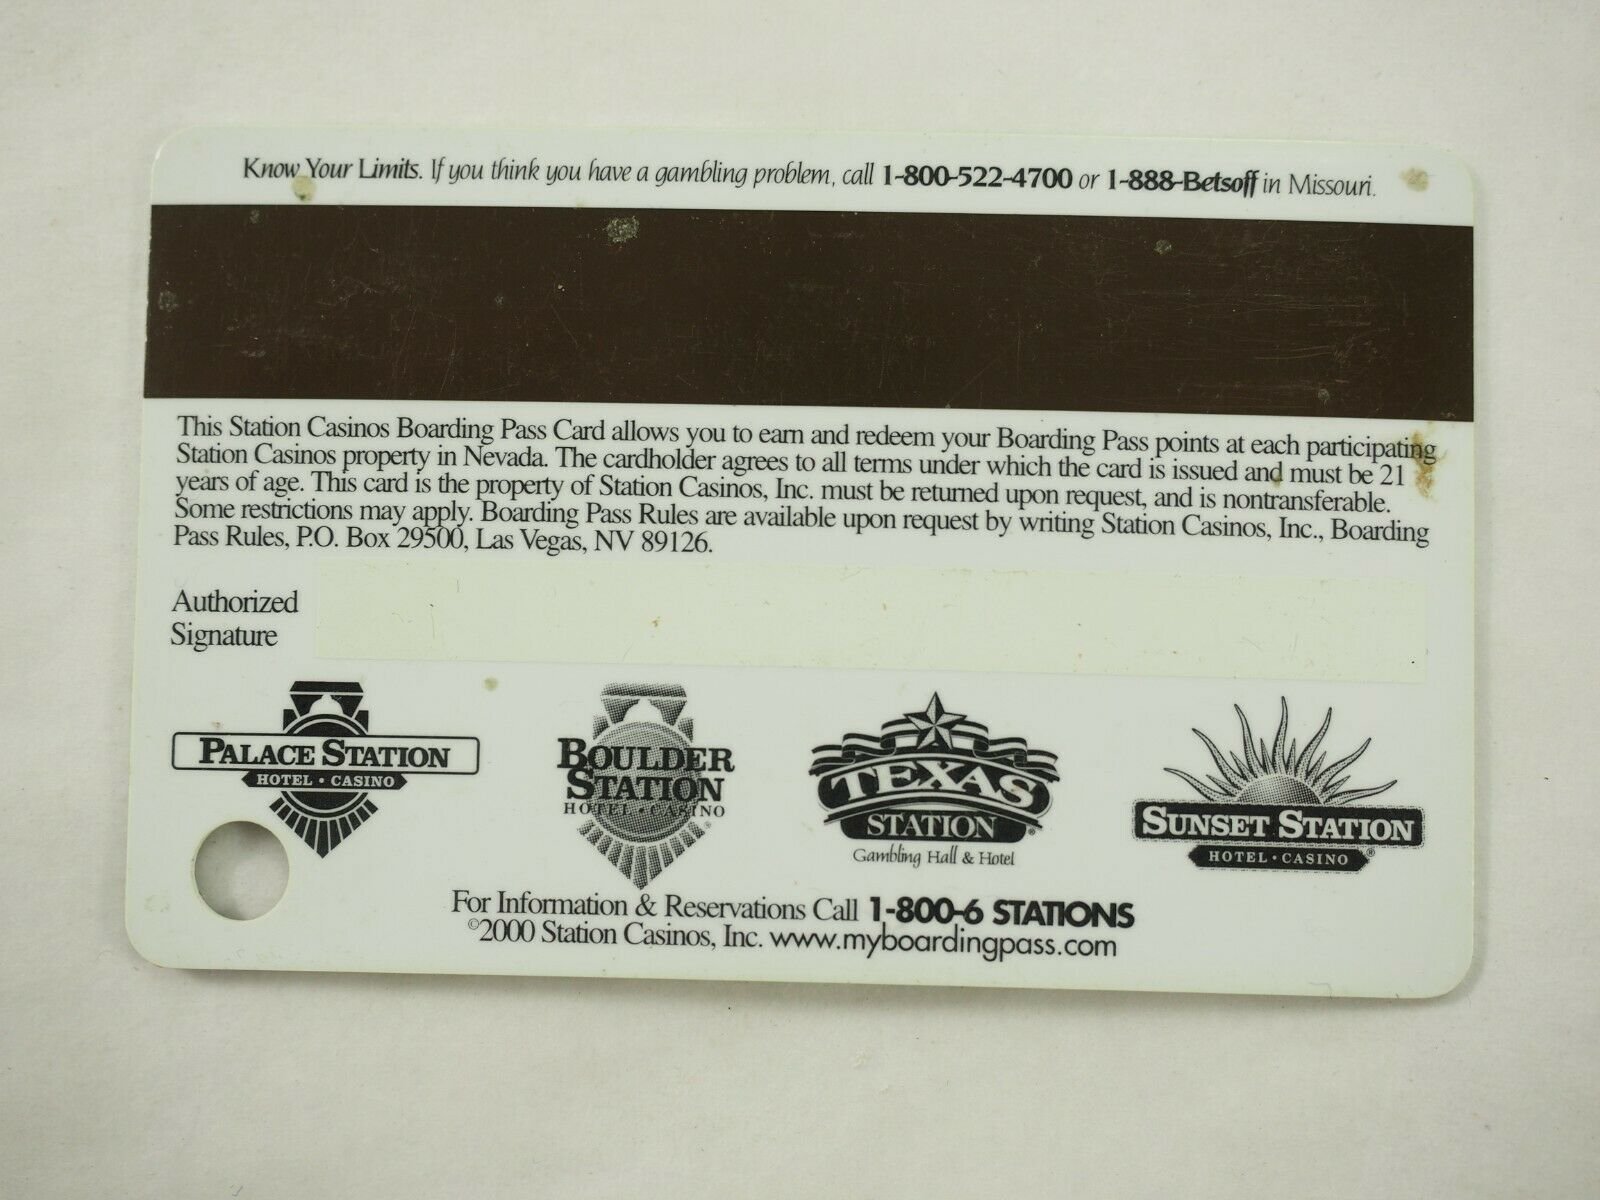 Know Your Limits. If you think you have a gambling problem, call 1-800-522-4700 or 1-888-Betsoff in Missouri.
This Station Casinos Boarding Pass Card allows you to earn and redeem your Boarding Pass points at each participating
Station Casinos property in Nevada. The cardholder agrees to all terms under which the card is issued and must be 21
years of age. This card is the property of Station Casinos, Inc. must be returned upon request, and is nontransferable.
Some restrictions may apply. Boarding Pass Rules are available upon request by writing Station Casinos, Inc., Boarding
Pass Rules, P.O. Box 29500, Las Vegas, NV 89126.
Authorized
Signature
PALACE STATION
HOTEL • CASINO
BOULDER
STATION
HOTEL • CASINO
®
TEXAS
STATION®
Gambling Hall & Hotel
SUNSET STATION
HOTEL • CASINO®
For Information & Reservations Call 1-800-6 STATIONS
©2000 Station Casinos, Inc. www.myboardingpass.com